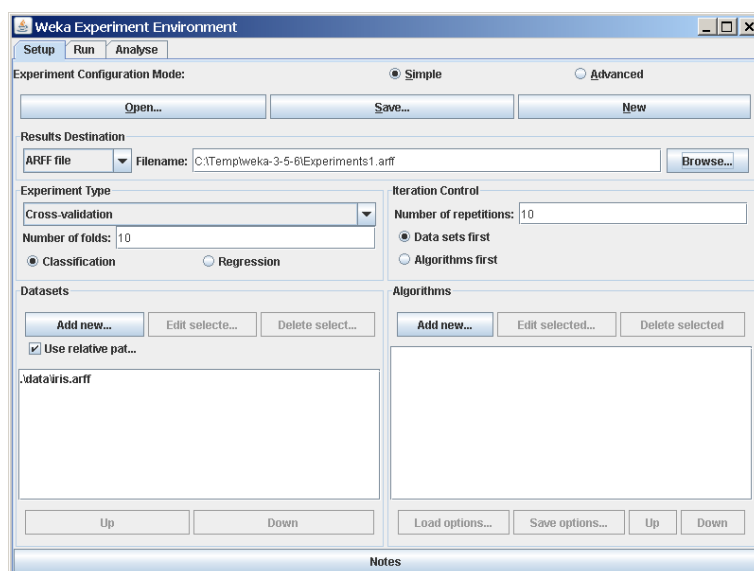 Weka Experiment Environment
Setup Run Analyse
Experiment Configuration Mode: Simple Advanced
Open... Save... New
Results Destination
ARFF file Filename: C:\Temp\weka-3-5-6\Experiments1.arff Browse...
Experiment Type Iteration Control
Cross-validation Number of repetitions: 10
Number of folds: 10 Data sets first
Classification Regression Algorithms first
Datasets Algorithms
Add new... Edit selecte... Delete select... Add new... Edit selected... Delete selected
Use relative pat...
.\data\iris.arff
Up Down Load options... Save options... Up Down
Notes